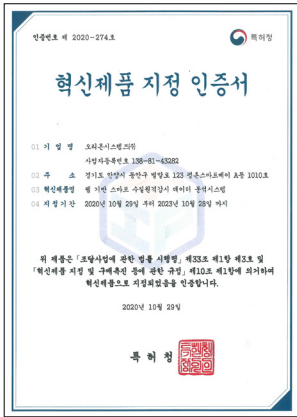 인증번호 제 2020-274호
특허청
혁신제품 지정 인증서
01 기 업 명 오리온시스템즈㈜
사업자등록번호 138-81-43282
02 주 소 경기도 안양시 동안구 벌말로 123 평촌스마트베이 A동 1010호
03 혁신제품명 웹 기반 스마트 수질원격감시 데이터 분석시스템
04 지정기간 2020년 10월 29일 부터 2023년 10월 28일 까지
위 제품은「조달사업에 관한 법률 시행령」제33조 제1항 제3호 및
「혁신제품 지정 및 구매촉진 등에 관한 규정」제10조 제1항에 의거하여
혁신제품으로 지정되었음을 인증합니다.
2020년 10월 29일
특 허 청